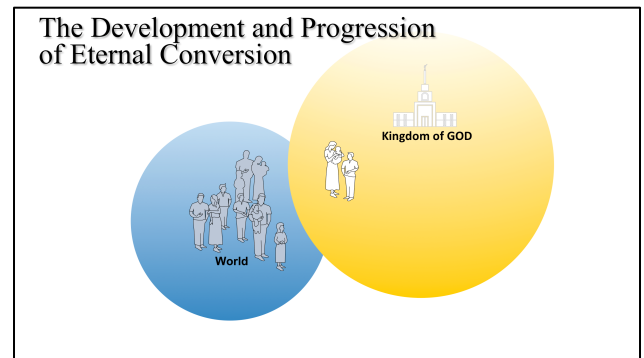 The Development and Progression
of Eternal Conversion
Kingdom of GOD
World